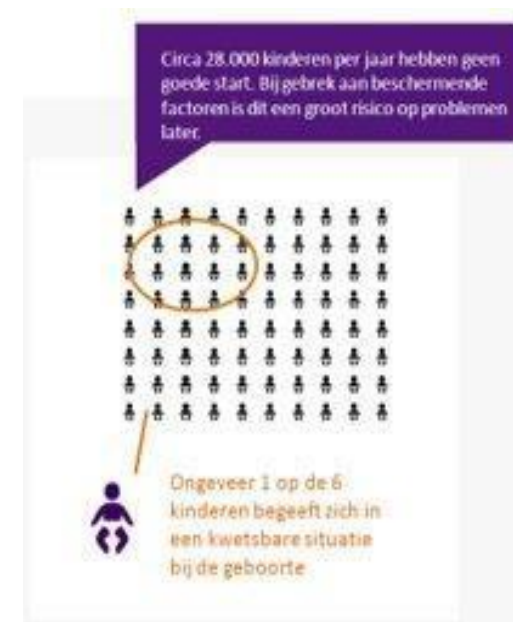 Circa 28.000 kinderen per jaar hebben geen
goede start. Bij gebrek aan beschermende
factoren is dit een groot risico op problemen
later.
Ongeveer 1 op de 6
kinderen begeeft zich in
een kwetsbare situatie
bij de geboorte